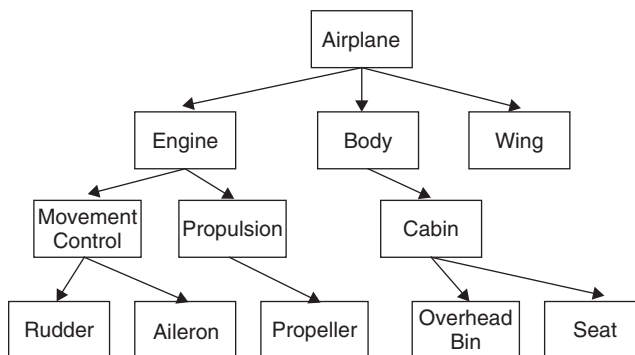 Airplane
Engine
Body
Wing
Movement
Control
Propulsion
Cabin
Rudder
Aileron
Propeller
Overhead
Bin
Seat